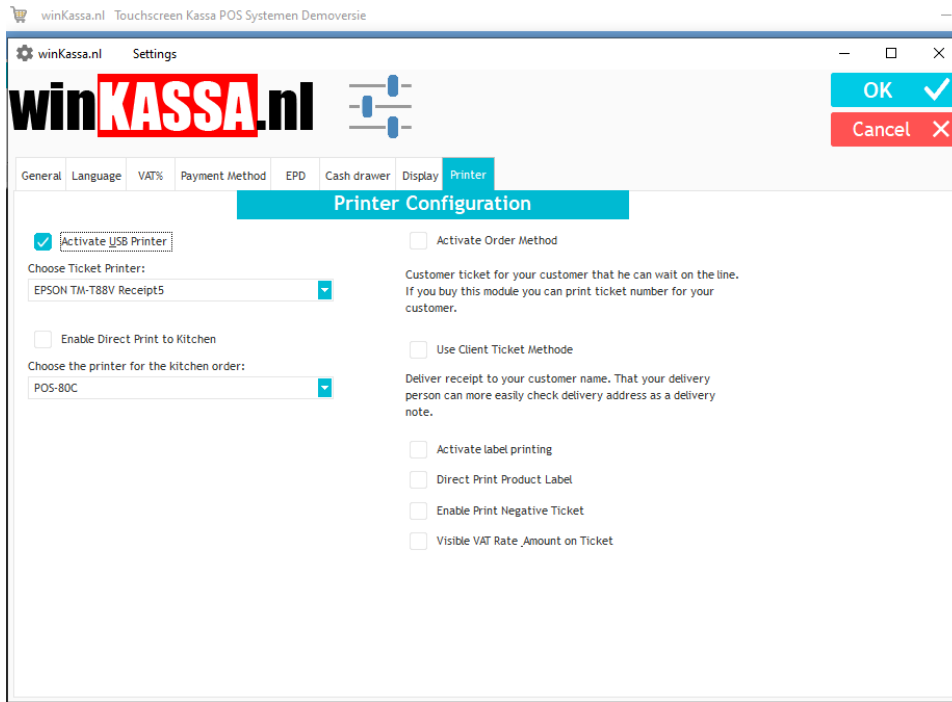 winKassa.nl Touchscreen Kassa POS Systemen Demoversie
winKassa.nl Settings
winKASSA.nl
OK
Cancel
General Language VAT% Payment Method EPD Cash drawer Display Printer
Printer Configuration
Activate USB Printer
Choose Ticket Printer:
EPSON TM-T88V Receipt5
Enable Direct Print to Kitchen
Choose the printer for the kitchen order:
POS-80C
Activate Order Method
Customer ticket for your customer that he can wait on the line.
If you buy this module you can print ticket number for your
customer.
Use Client Ticket Methode
Deliver receipt to your customer name. That your delivery
person can more easily check delivery address as a delivery
note.
Activate label printing
Direct Print Product Label
Enable Print Negative Ticket
Visible VAT Rate ,Amount on Ticket